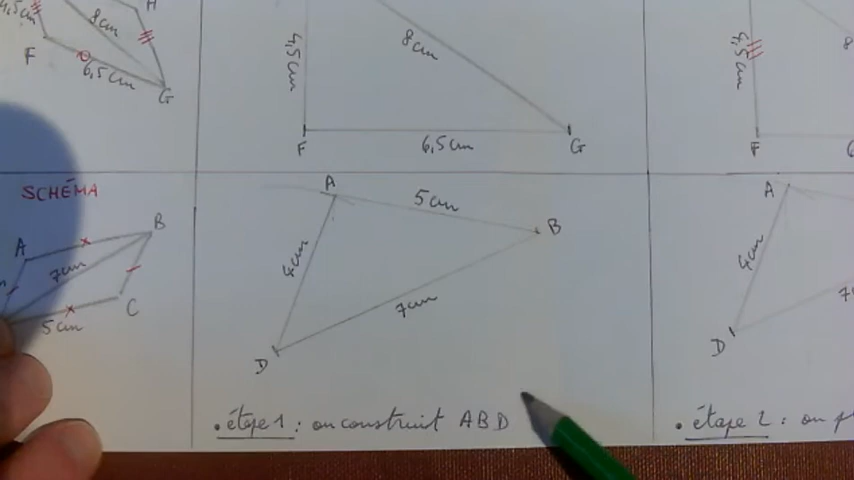 H
8cm
F
6,5cm
G
4,5cm
8cm
F
6,5cm
G
4,5cm
F
SCHÉMA
A
B
7cm
5cm
C
A
5cm
B
4cm
7cm
D
• étape 1 : on construit ABD
A
4cm
D
• étape 2 : on